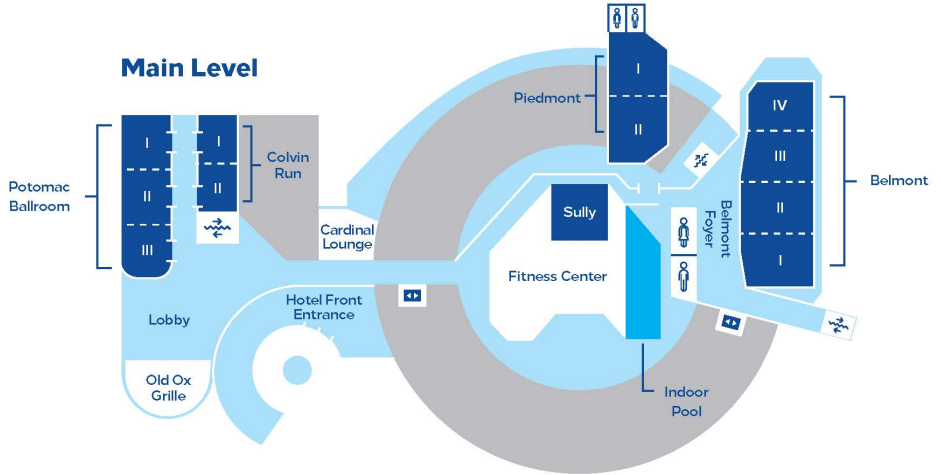 Main Level
Potomac
Ballroom
I
II
III
I
II
Colvin
Run
Cardinal
Lounge
Lobby
Hotel Front
Entrance
Old Ox
Grille
Piedmont
I
II
Sully
Fitness Center
Indoor
Pool
Belmont
Foyer
IV
III
II
I
Belmont